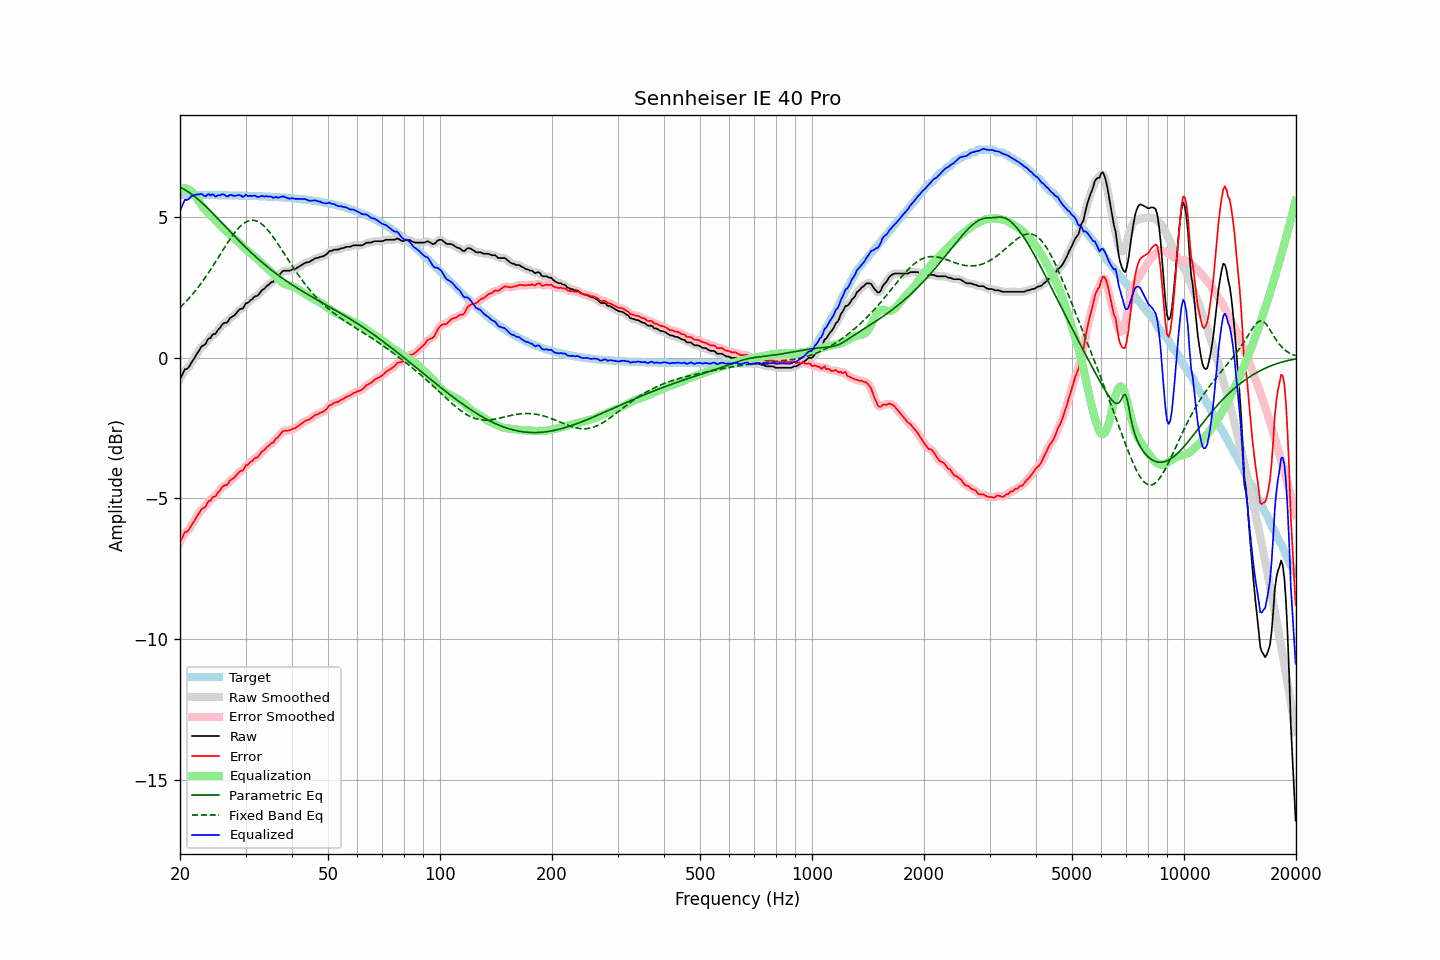 Sennheiser IE 40 Pro
Amplitude (dBr)
5
0
−5
−10
−15
Target
Raw Smoothed
Error Smoothed
Raw
Error
Equalization
Parametric Eq
Fixed Band Eq
Equalized
20 50 100 200 500 1000 2000 5000 10000 20000
Frequency (Hz)